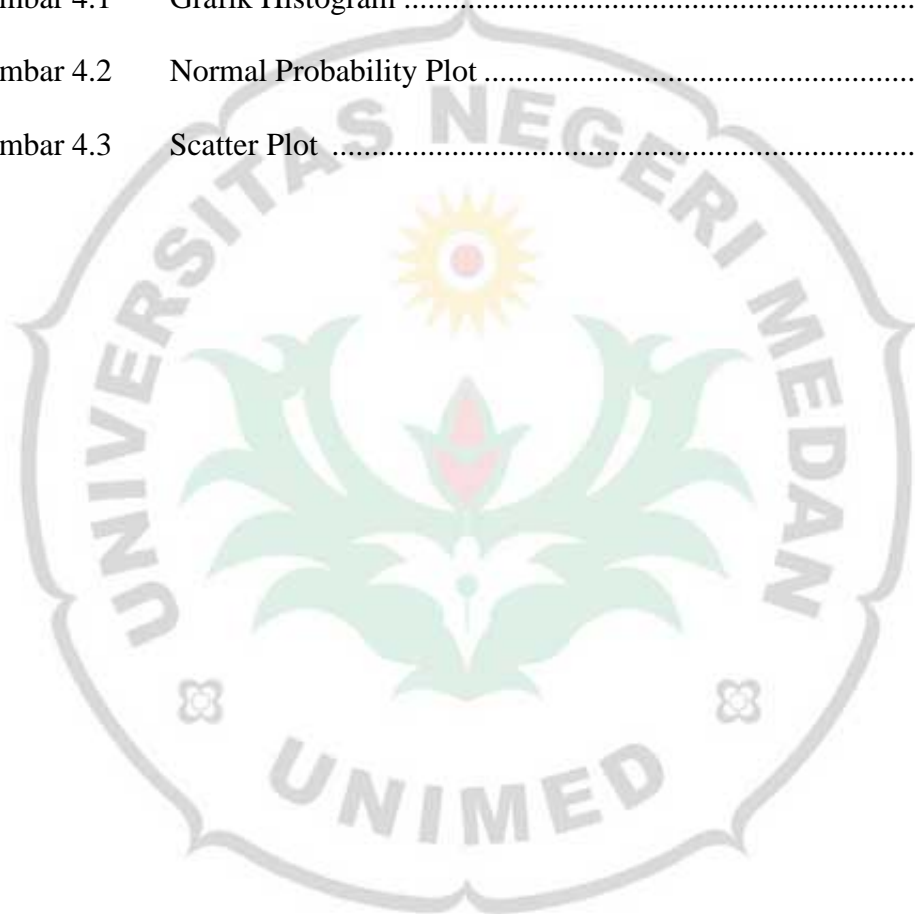 mbar 4.1 Grafik Histogram ................................................................
mbar 4.2 Normal Probability Plot ......................................................
mbar 4.3 Scatter Plot .........................................................................
UNIVERSITAS NEGERI MEDAN
UNIMED